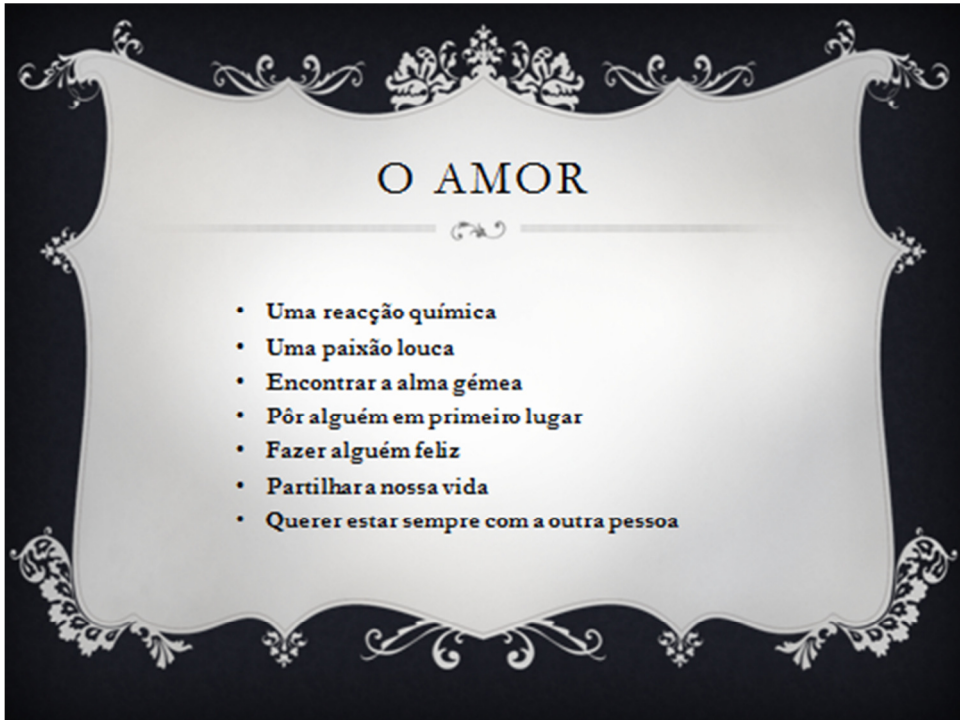 O AMOR
• Uma reacção química
• Uma paixão louca
• Encontrar a alma gémea
• Pôr alguém em primeiro lugar
• Fazer alguém feliz
• Partilhar a nossa vida
• Querer estar sempre com a outra pessoa